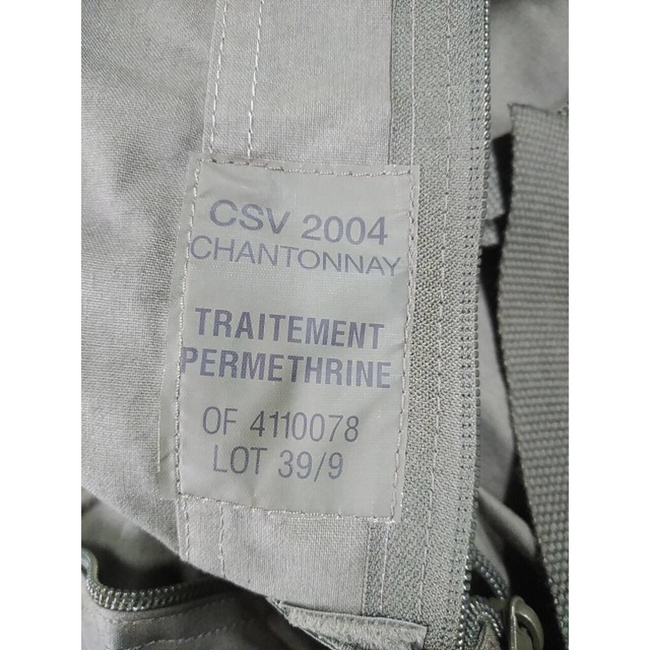 CSV 2004
CHANTONNAY
TRAITEMENT
PERMETHRINE
OF 4110078
LOT 39/9